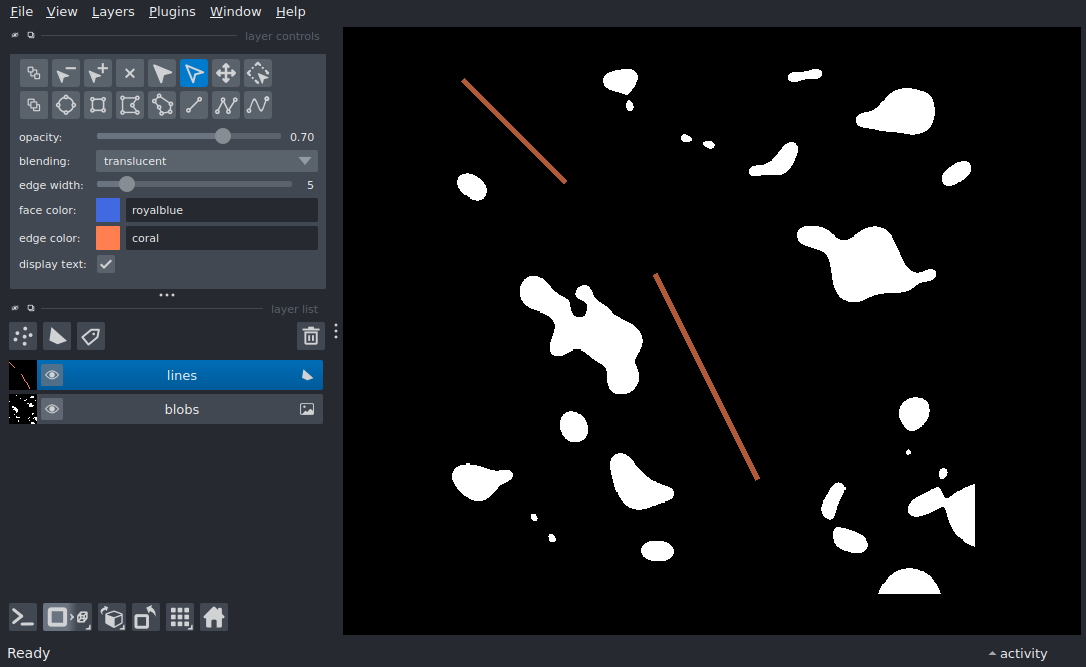 File View Layers Plugins Window Help
layer controls
opacity: 0.70
blending: translucent
edge width: 5
face color: royalblue
edge color: coral
display text:
layer list
lines
blobs
Ready
activity